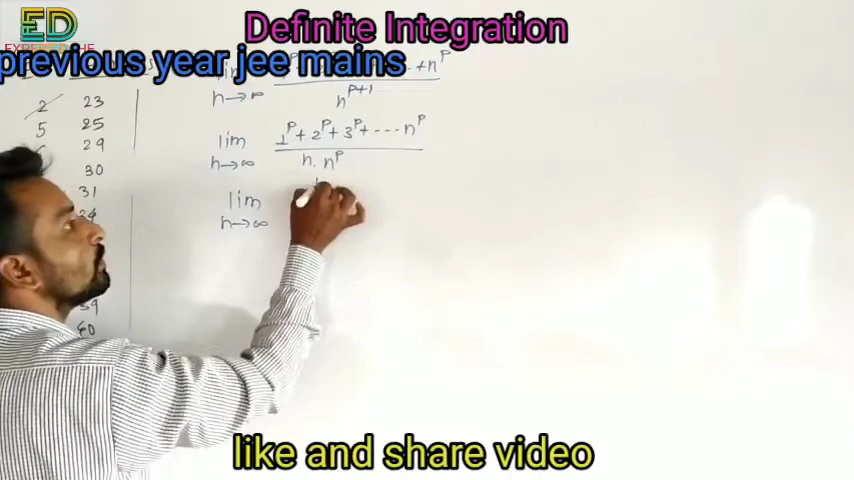 Definite Integration
ED
previous year jee mains
+ n^P
n→∞ n^{P+1}
2 23
5 25
29
30
31
lim 1^P + 2^P + 3^P + --- n^P
n→∞ n. n^P
lim
n→∞
like and share video